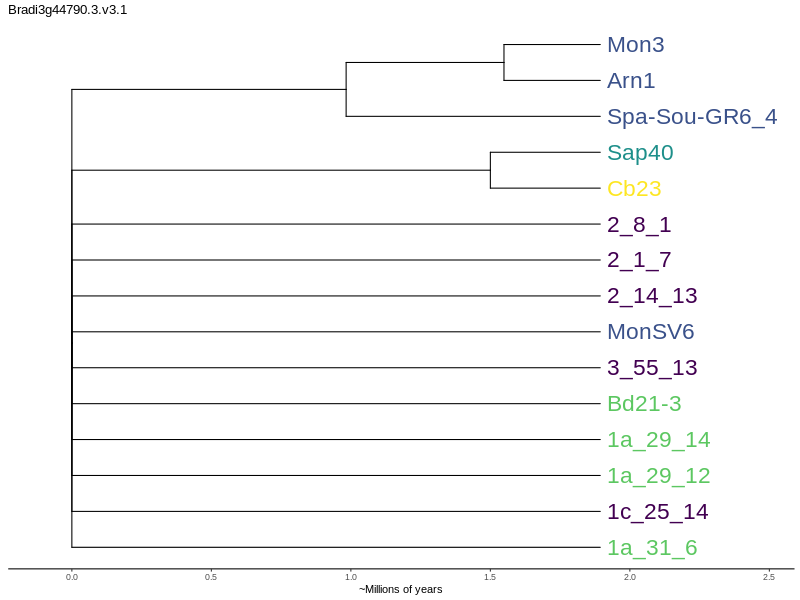 Bradi3g44790.3.v3.1
Mon3
Arn1
Spa-Sou-GR6_4
Sap40
Cb23
2_8_1
2_1_7
2_14_13
MonSV6
3_55_13
Bd21-3
1a_29_14
1a_29_12
1c_25_14
1a_31_6
0.0 0.5 1.0 1.5 2.0 2.5
~Millions of years